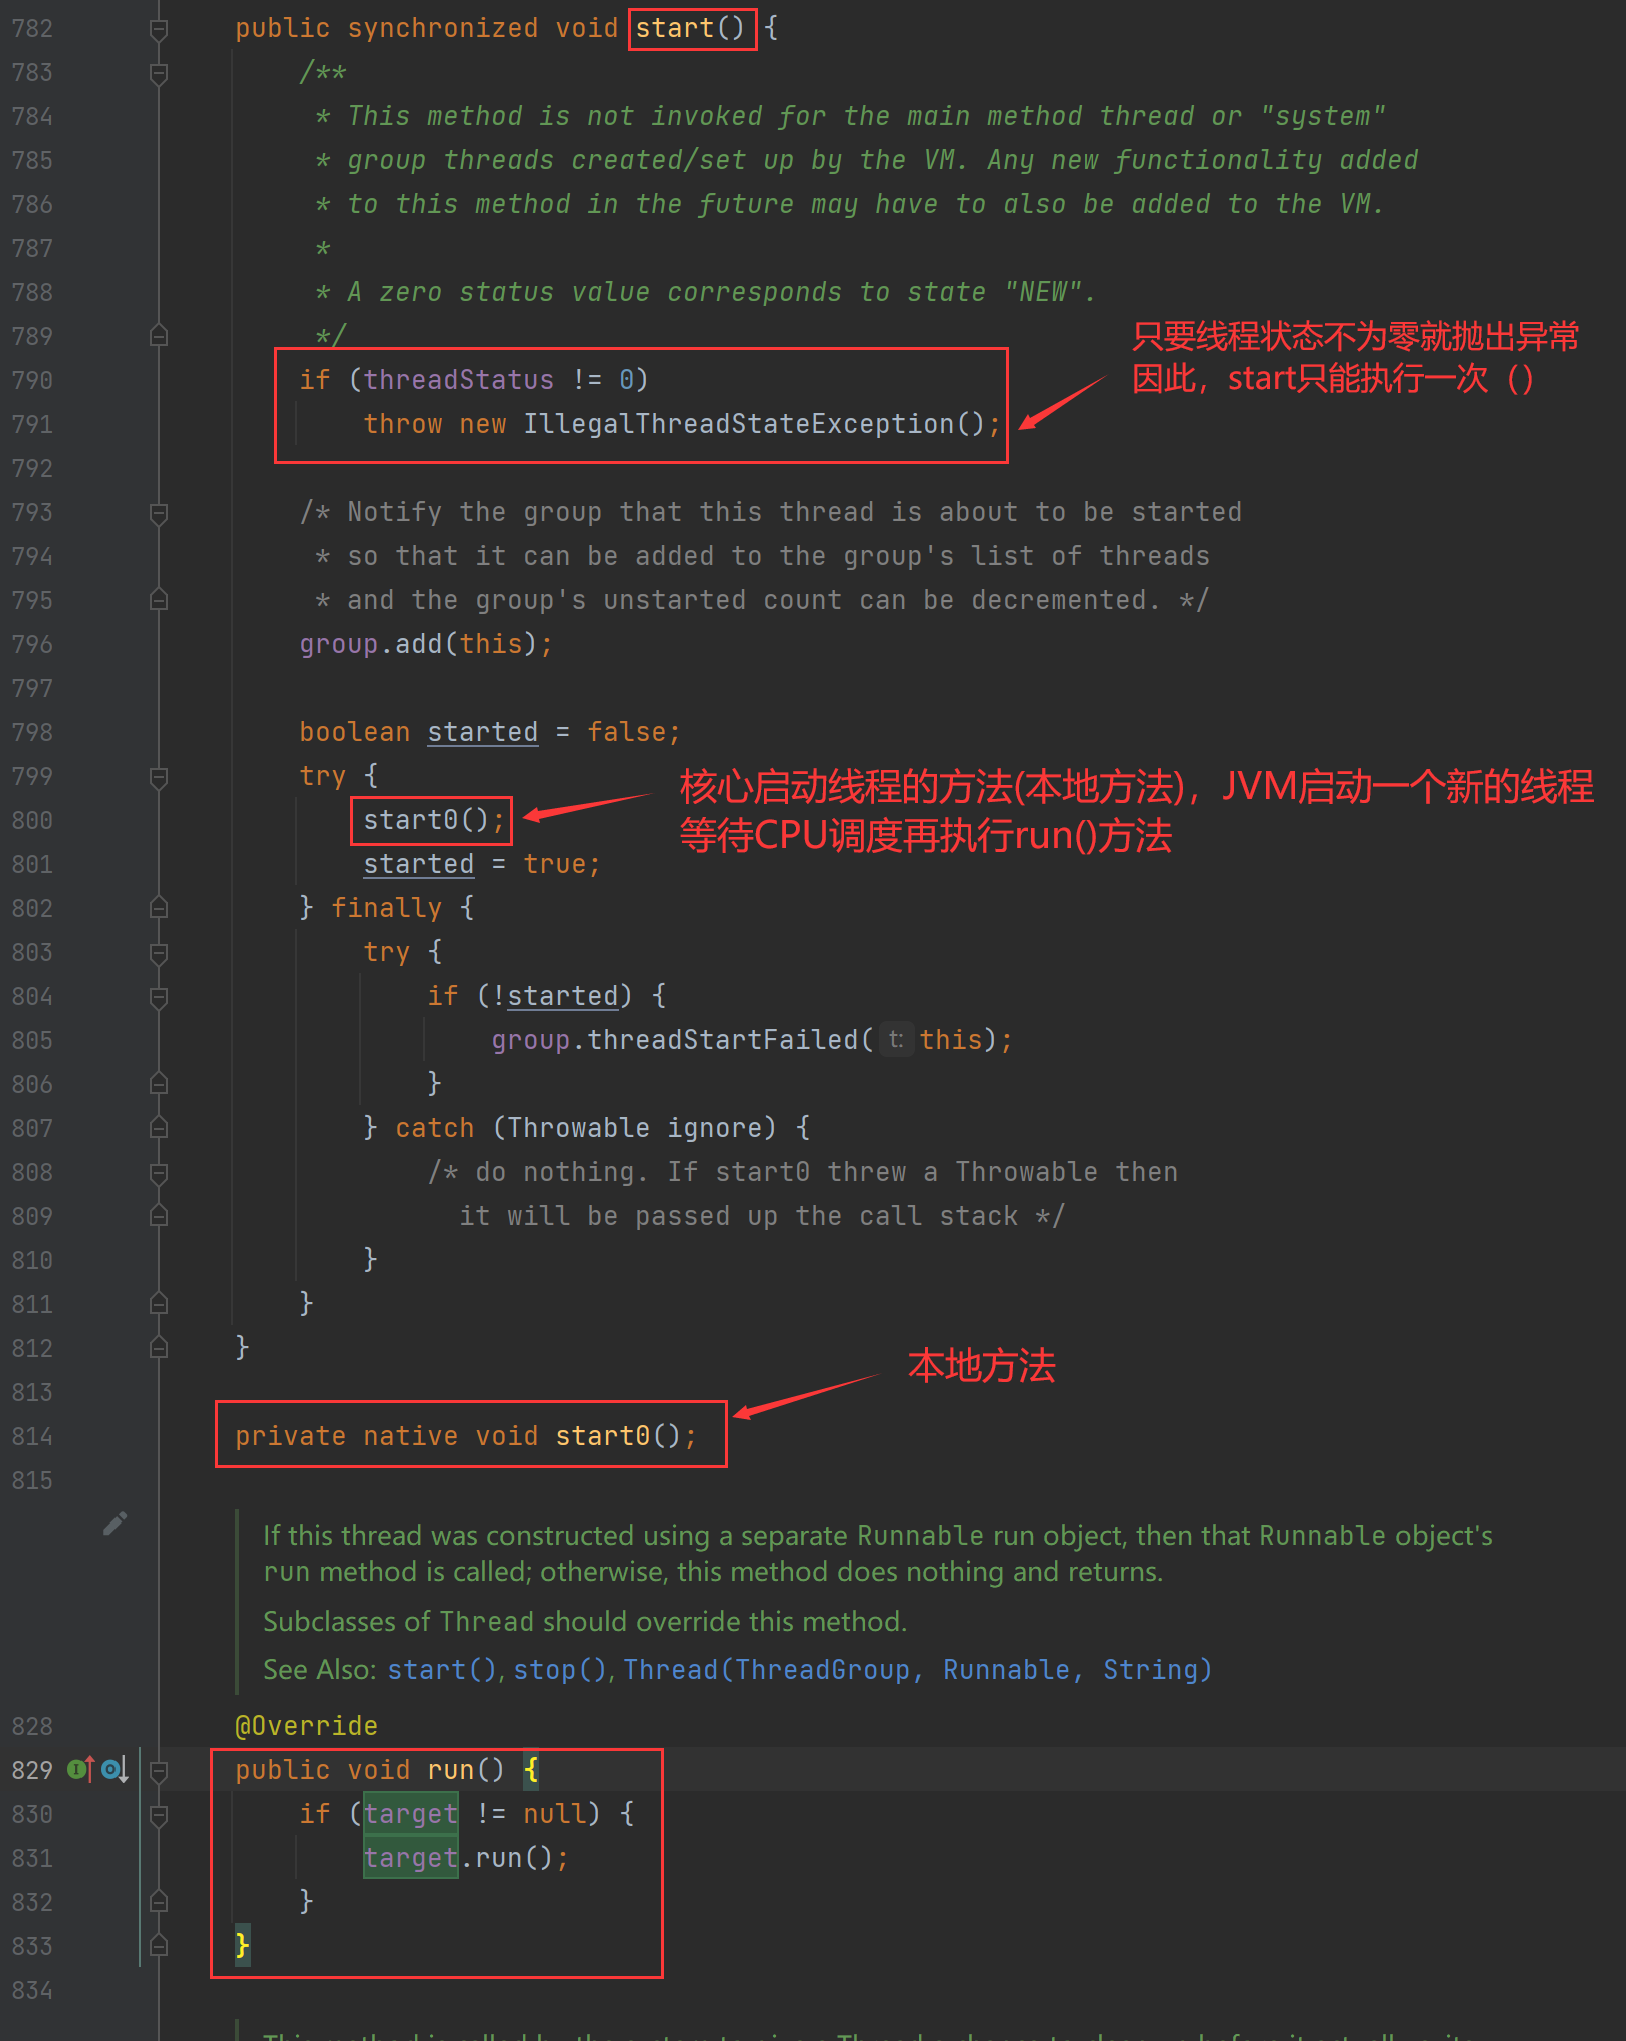 782 public synchronized void start() {
783 /**
784 * This method is not invoked for the main method thread or "system"
785 * group threads created/set up by the VM. Any new functionality added
786 * to this method in the future may have to also be added to the VM.
787 *
788 * A zero status value corresponds to state "NEW".
789 */
只要线程状态不为零就抛出异常
因此，start只能执行一次（）
790 if (threadStatus != 0)
791 throw new IllegalThreadStateException();
792
793 /* Notify the group that this thread is about to be started
794 * so that it can be added to the group's list of threads
795 * and the group's unstarted count can be decremented. */
796 group.add(this);
797
798 boolean started = false;
799 try {
核心启动线程的方法(本地方法)，JVM启动一个新的线程
等待CPU调度再执行run()方法
800 start0();
801 started = true;
802 } finally {
803 try {
804 if (!started) {
805 group.threadStartFailed( t: this);
806 }
807 } catch (Throwable ignore) {
808 /* do nothing. If start0 threw a Throwable then
809 it will be passed up the call stack */
810 }
811 }
812 }
813
本地方法
814 private native void start0();
815
If this thread was constructed using a separate Runnable run object, then that Runnable object's
run method is called; otherwise, this method does nothing and returns.
Subclasses of Thread should override this method.
See Also: start(), stop(), Thread(ThreadGroup, Runnable, String)
828 @Override
829 public void run() {
830 if (target != null) {
831 target.run();
832 }
833 }
834